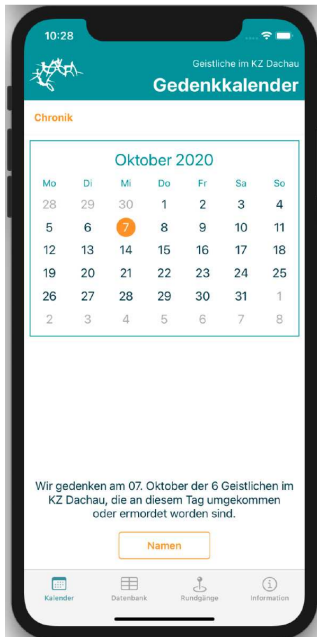 10:28
Geistliche im KZ Dachau
Gedenkkalender
Chronik
Oktober 2020
Mo Di Mi Do Fr Sa So
28 29 30 1 2 3 4
5 6 7 8 9 10 11
12 13 14 15 16 17 18
19 20 21 22 23 24 25
26 27 28 29 30 31 1
2 3 4 5 6 7 8
Wir gedenken am 07. Oktober der 6 Geistlichen im
KZ Dachau, die an diesem Tag umgekommen
oder ermordet worden sind.
Namen
Kalender Datenbank Rundgänge Information